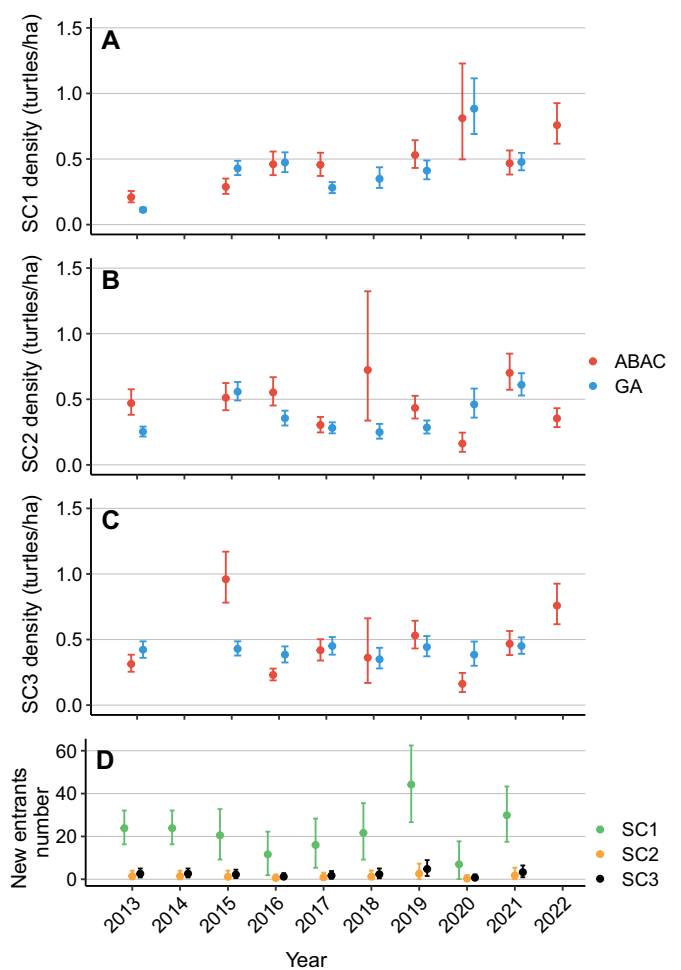 A
SC1 density (turtles/ha)
1.5
1.0
0.5
0.0
B
SC2 density (turtles/ha)
1.5
1.0
0.5
0.0
ABAC
GA
C
SC3 density (turtles/ha)
1.5
1.0
0.5
0.0
D
New entrants
number
60
40
20
0
SC1
SC2
SC3
2013 2014 2015 2016 2017 2018 2019 2020 2021 2022
Year